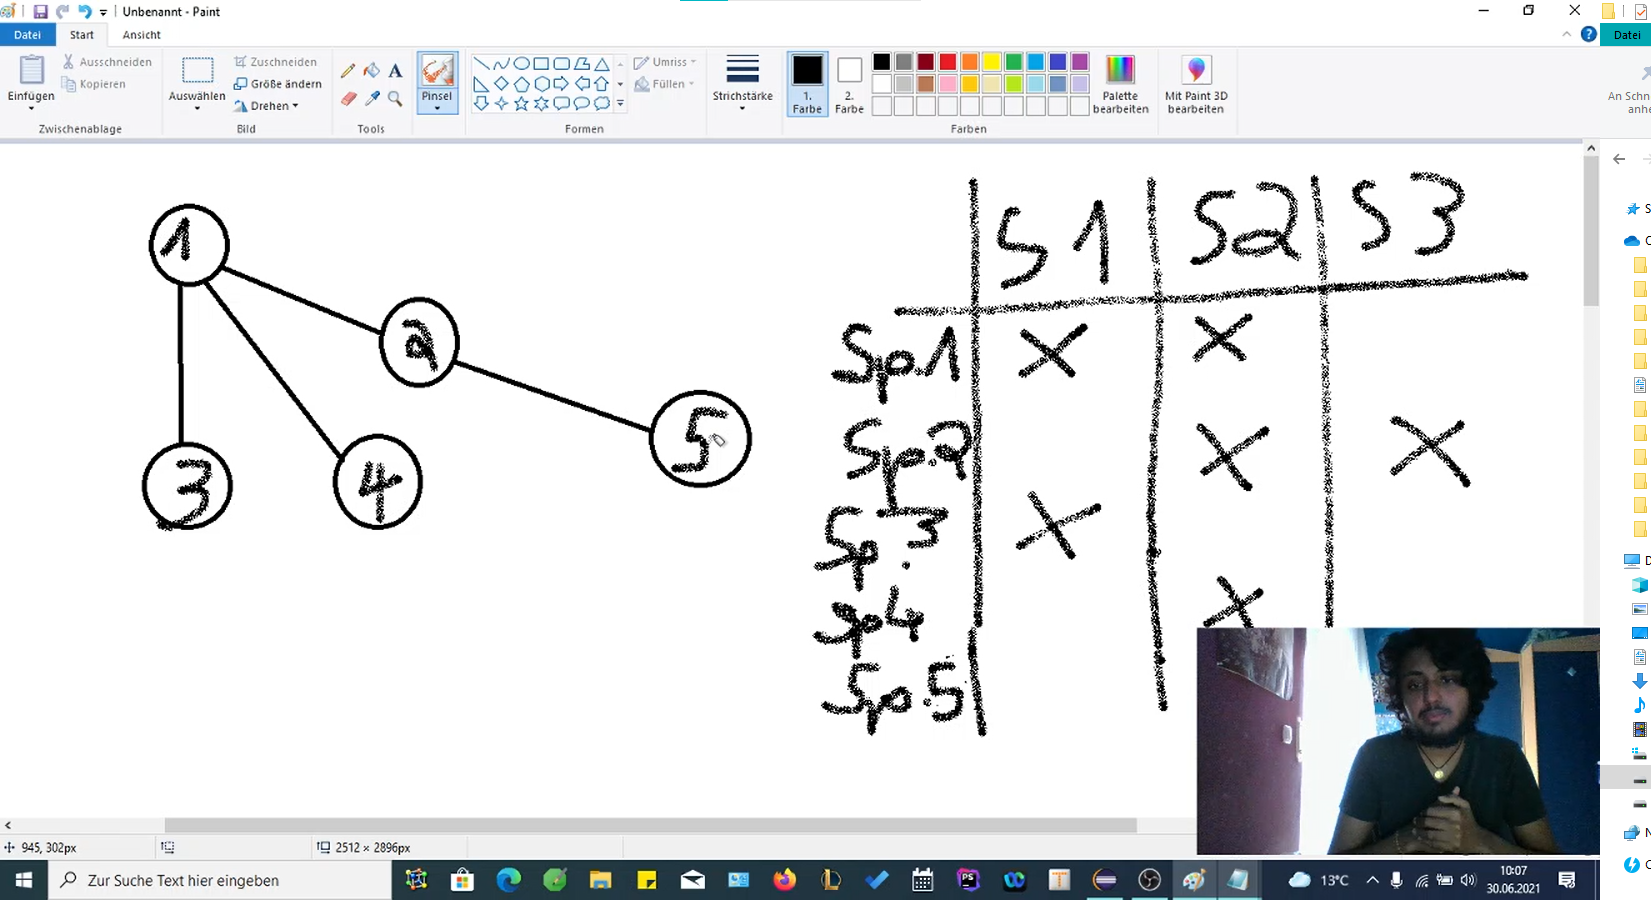 Unbenannt - Paint
Datei Start Ansicht
Datei
Einfügen
Ausschneiden
Kopieren
Zwischenablage
Auswählen
Zuschneiden
Größe ändern
Drehen
Bild
A
Tools
Pinsel
Formen
Umriss
Füllen
Strichstärke
1.
Farbe
2.
Farbe
Farben
Palette
bearbeiten
Mit Paint 3D
bearbeiten
An Schn
anhe
1
2
3
4
5
S1 S2 S3
Sp.1 X X
Sp.2 X X
Sp.3 X
Sp4 X
Sp.5
945, 302px
2512 × 2896px
Zur Suche Text hier eingeben
PS
T
13°C
10:07
30.06.2021